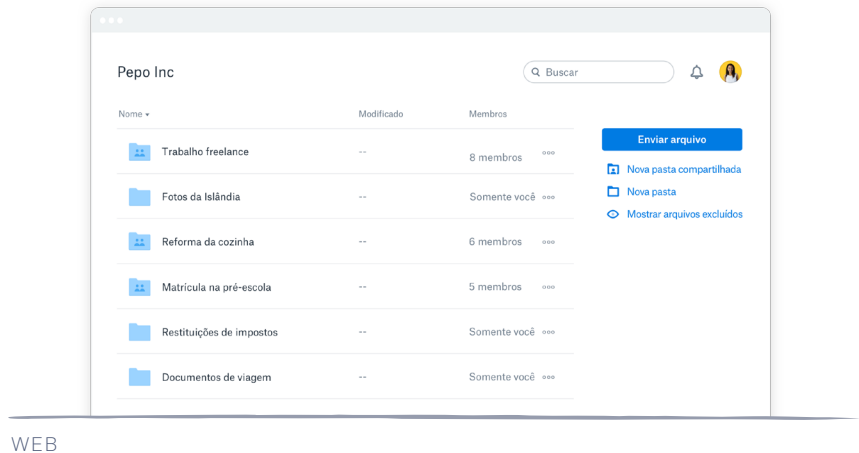 Pepo Inc
Buscar
Nome Modificado Membros
Trabalho freelance -- 8 membros
Fotos da Islândia -- Somente você
Reforma da cozinha -- 6 membros
Matrícula na pré-escola -- 5 membros
Restituições de impostos -- Somente você
Documentos de viagem -- Somente você
Enviar arquivo
Nova pasta compartilhada
Nova pasta
Mostrar arquivos excluídos
WEB